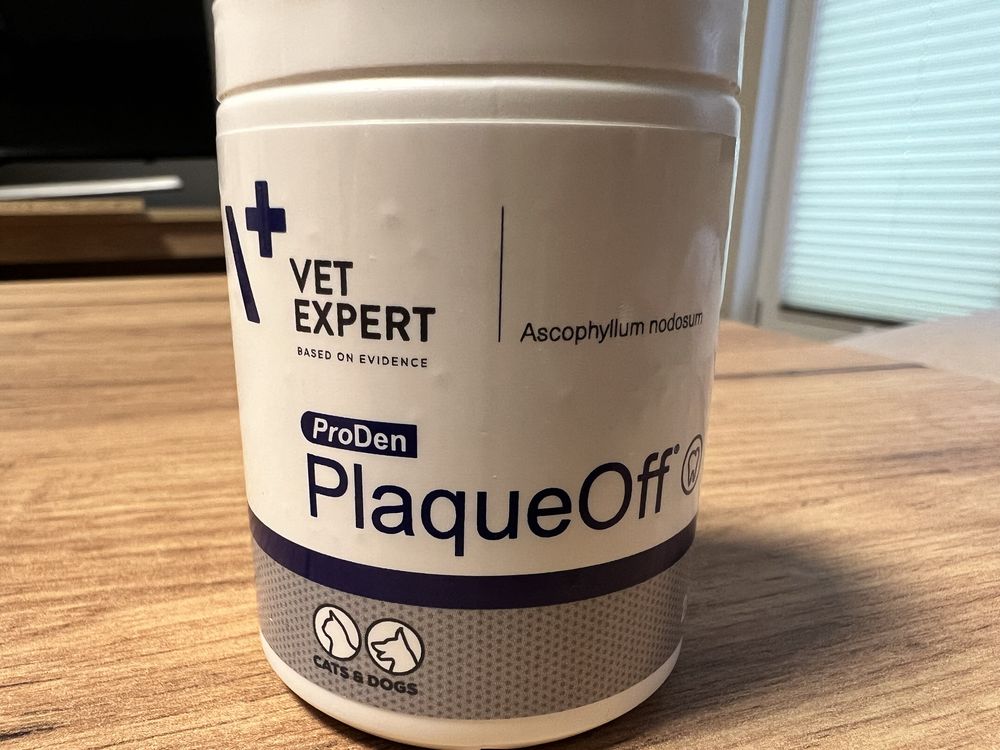 VET
EXPERT
BASED ON EVIDENCE
Ascophyllum nodosum
ProDen
PlaqueOff®
CATS & DOGS